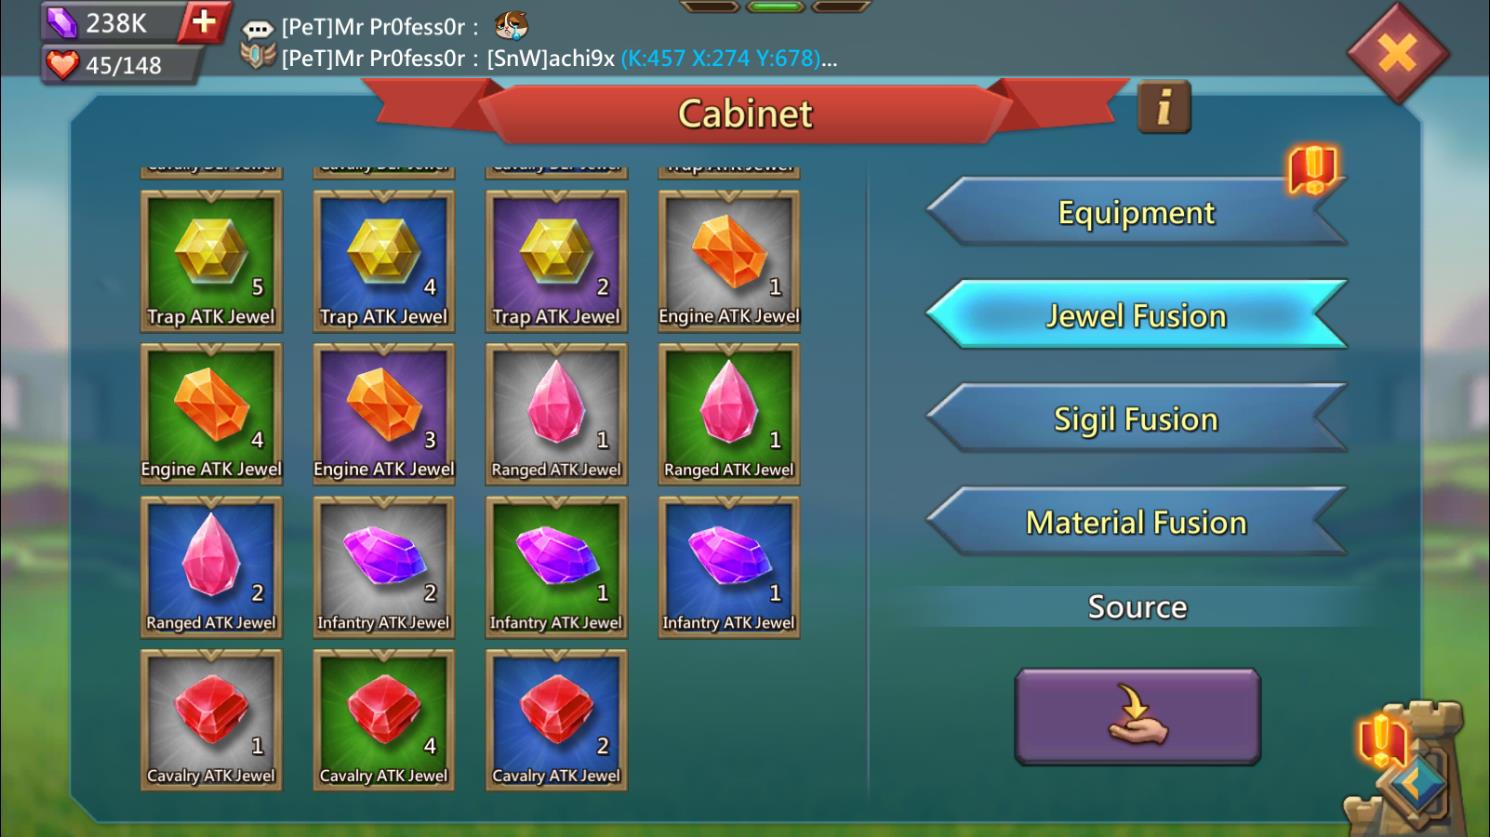 238K
45/148
[PeT]Mr Pr0fess0r :
[PeT]Mr Pr0fess0r : [SnW]achi9x (K:457 X:274 Y:678)...
Cabinet
i
5
Trap ATK Jewel
4
Trap ATK Jewel
2
Trap ATK Jewel
1
Engine ATK Jewel
4
Engine ATK Jewel
3
Engine ATK Jewel
1
Ranged ATK Jewel
1
Ranged ATK Jewel
2
Ranged ATK Jewel
2
Infantry ATK Jewel
1
Infantry ATK Jewel
1
Infantry ATK Jewel
1
Cavalry ATK Jewel
4
Cavalry ATK Jewel
2
Cavalry ATK Jewel
Equipment
Jewel Fusion
Sigil Fusion
Material Fusion
Source